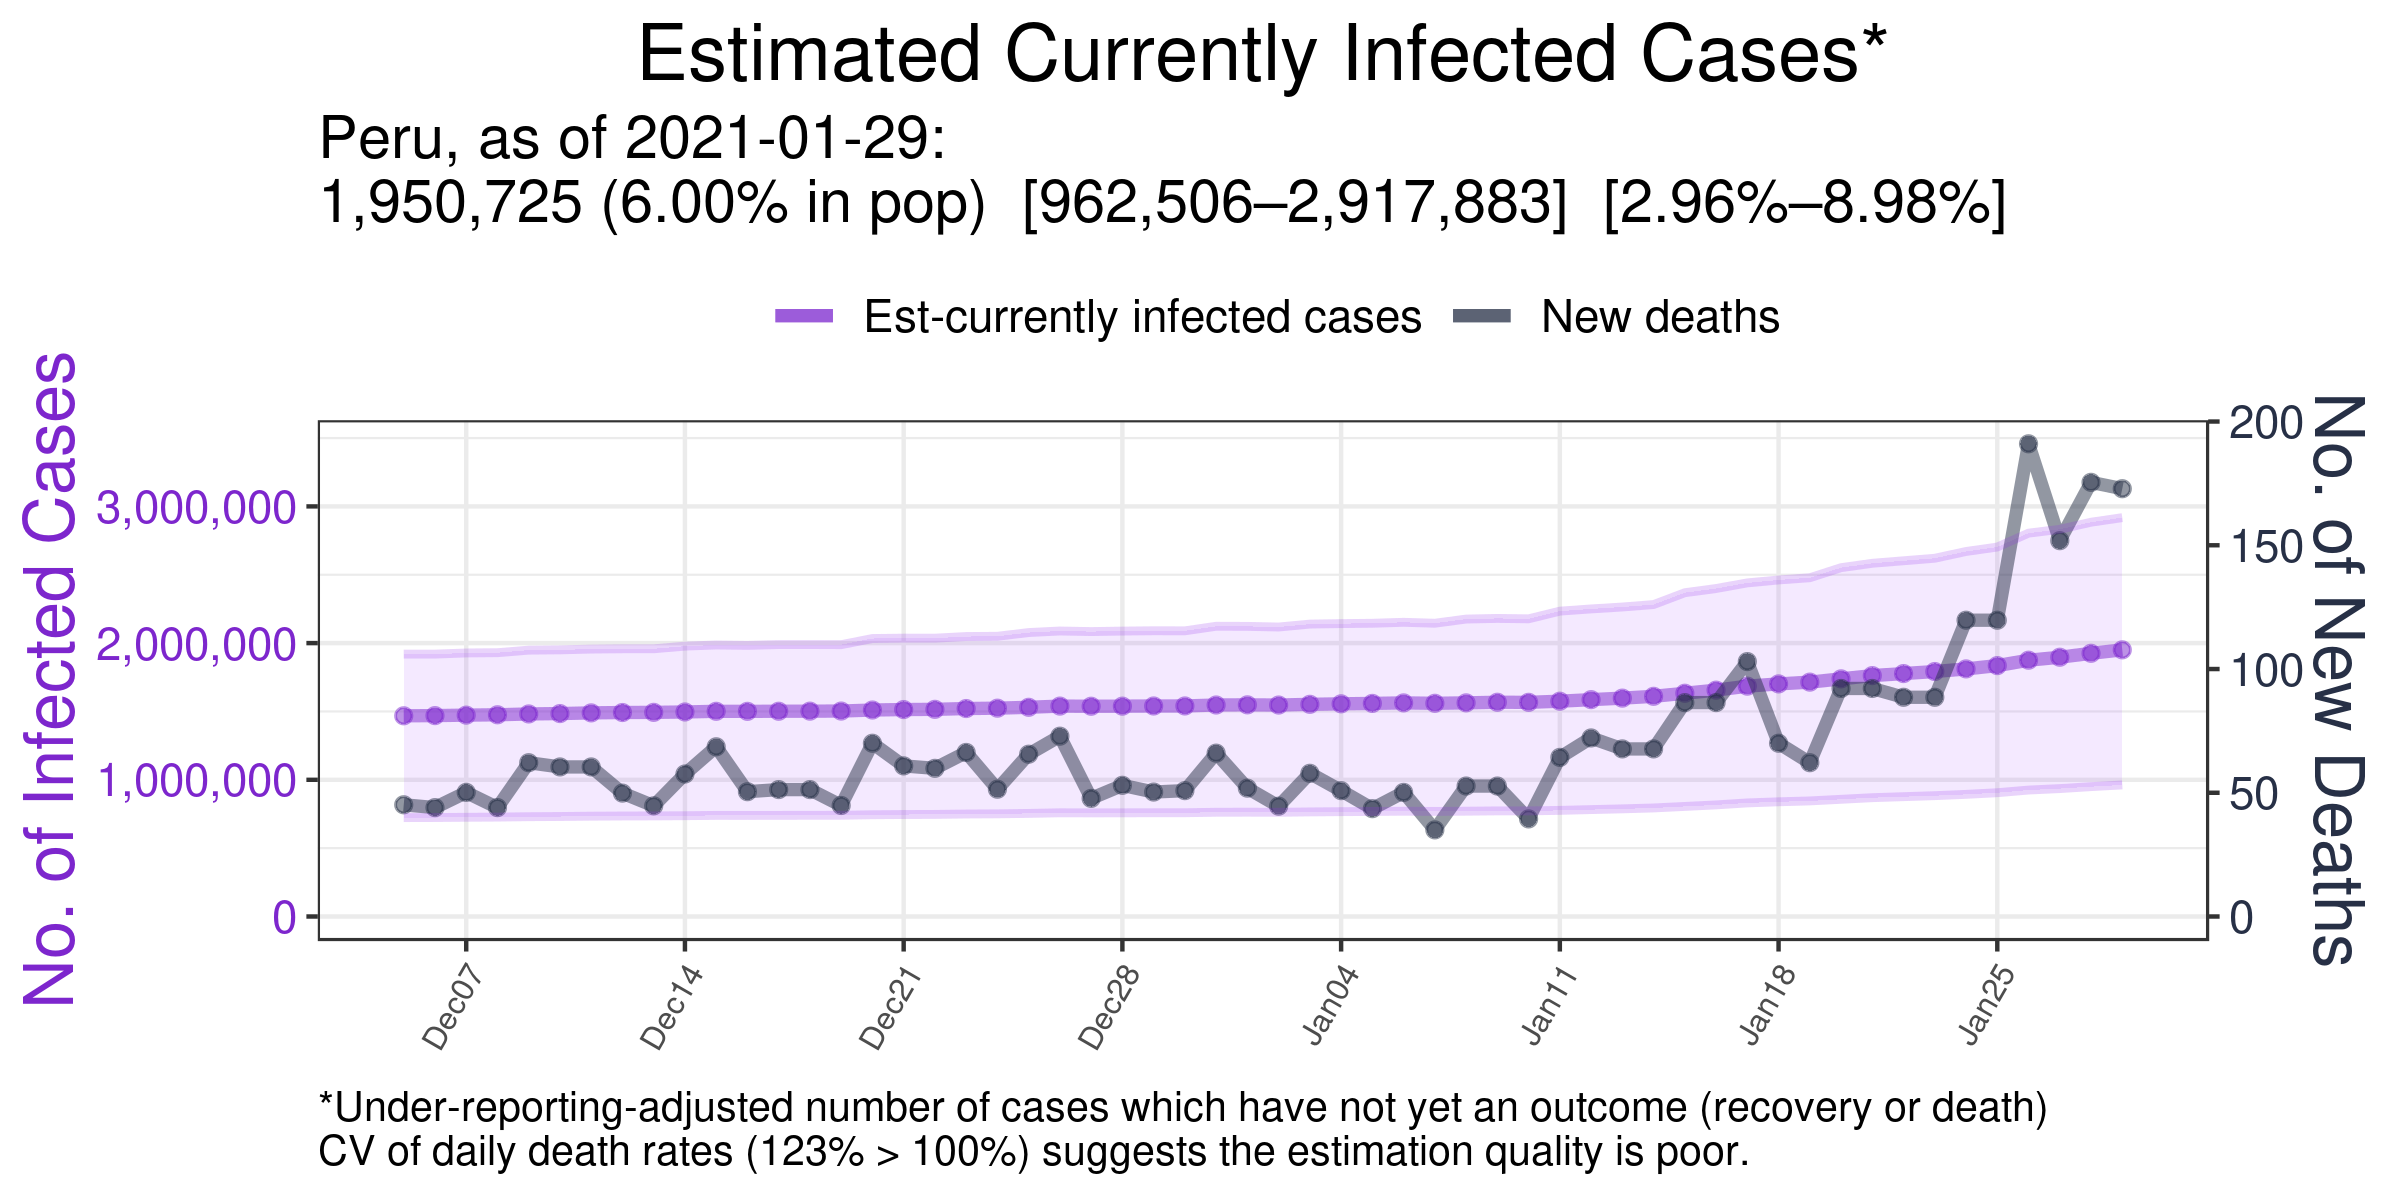 Estimated Currently Infected Cases*
Peru, as of 2021-01-29:
1,950,725 (6.00% in pop)  [962,506–2,917,883]  [2.96%–8.98%]
Est-currently infected cases
New deaths
No. of Infected Cases
3,000,000
2,000,000
1,000,000
0
200
150
100
50
0
No. of New Deaths
Dec07
Dec14
Dec21
Dec28
Jan04
Jan11
Jan18
Jan25
*Under-reporting-adjusted number of cases which have not yet an outcome (recovery or death)
CV of daily death rates (123% > 100%) suggests the estimation quality is poor.